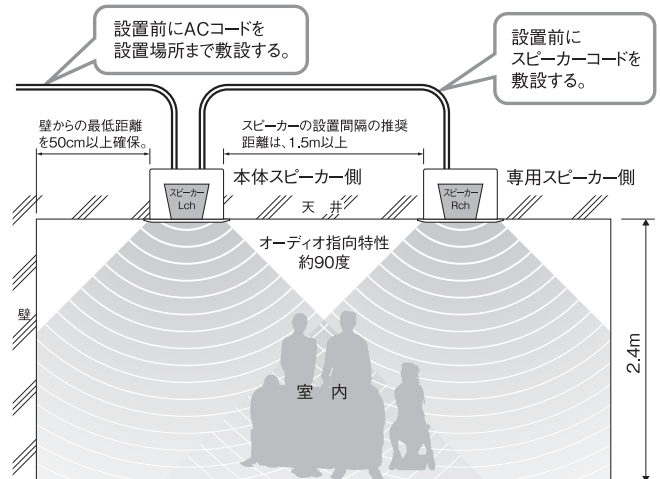 設置前にACコードを
設置場所まで敷設する。
設置前に
スピーカーコードを
敷設する。
壁からの最低距離
を50cm以上確保。
スピーカーの設置間隔の推奨
距離は、1.5m以上
本体スピーカー側
専用スピーカー側
スピーカー
Lch
スピーカー
Rch
天井
オーディオ指向特性
約90度
壁
2.4m
室内